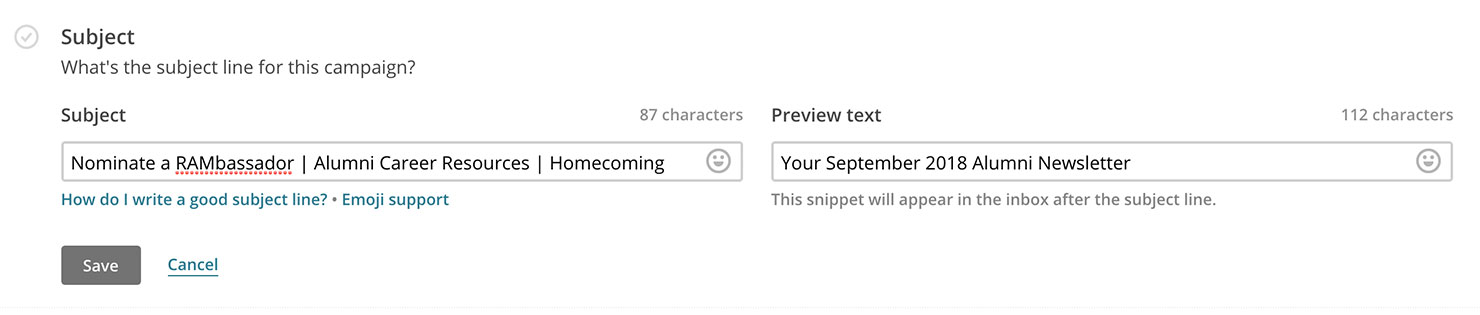 Subject
What's the subject line for this campaign?
Subject 87 characters
Nominate a RAMbassador | Alumni Career Resources | Homecoming
How do I write a good subject line? • Emoji support
Preview text 112 characters
Your September 2018 Alumni Newsletter
This snippet will appear in the inbox after the subject line.
Save Cancel